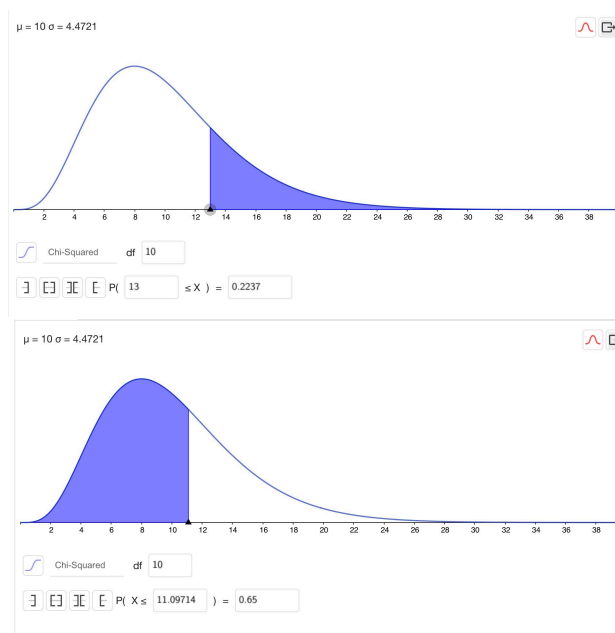 μ = 10 σ = 4.4721
2 4 6 8 10 12 14 16 18 20 22 24 26 28 30 32 34 36 38
Chi-Squared df 10
P( 13 ≤ X ) = 0.2237
μ = 10 σ = 4.4721
2 4 6 8 10 12 14 16 18 20 22 24 26 28 30 32 34 36 38
Chi-Squared df 10
P( X ≤ 11.09714 ) = 0.65